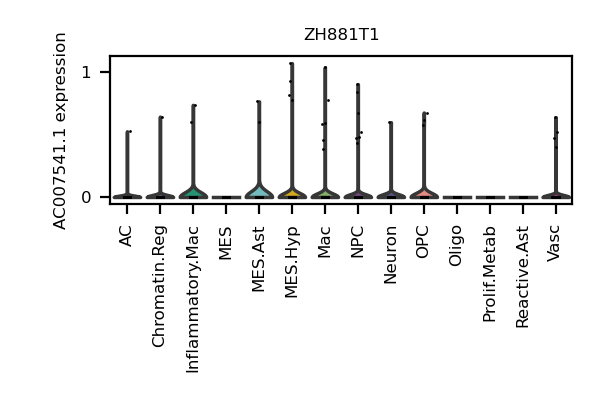 ZH881T1
AC007541.1 expression
1
0
AC
Chromatin.Reg
Inflammatory.Mac
MES
MES.Ast
MES.Hyp
Mac
NPC
Neuron
OPC
Oligo
Prolif.Metab
Reactive.Ast
Vasc